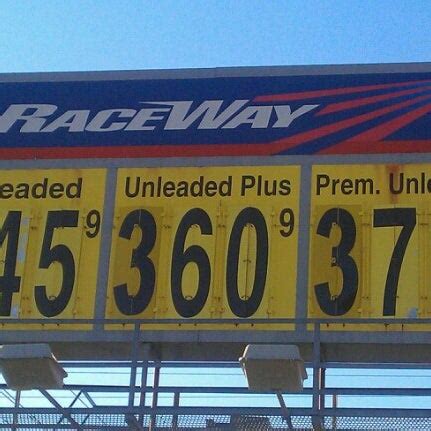 RACEWAY
eaded Unleaded Plus Prem. Unl
45 9 360 9 37